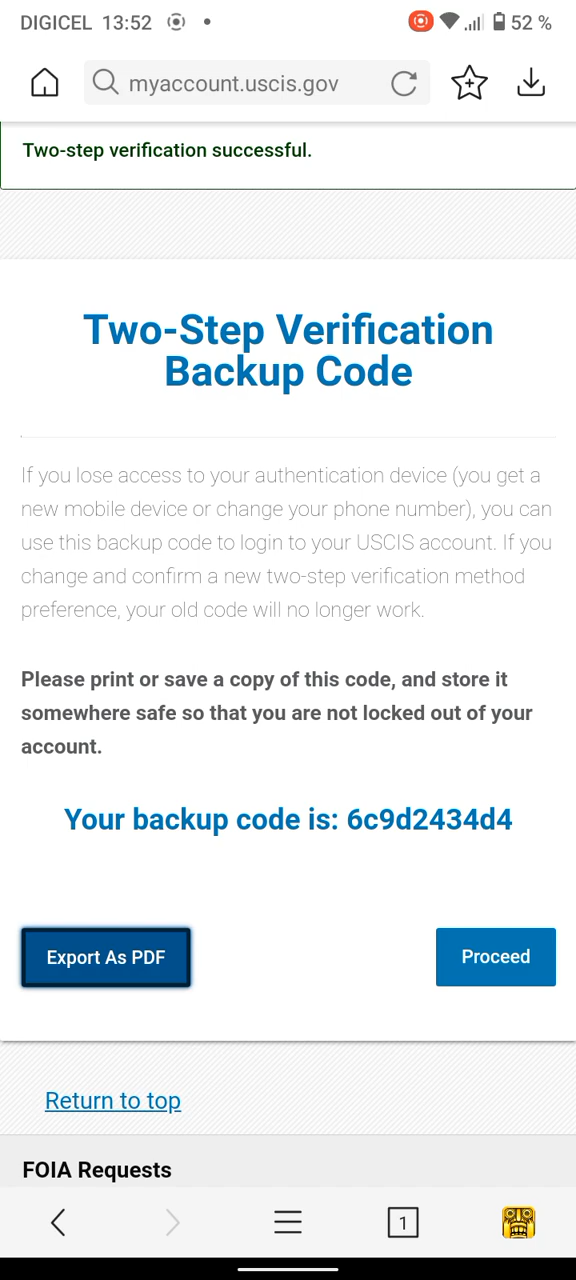 DIGICEL 13:52
52 %
myaccount.uscis.gov
Two-step verification successful.
Two-Step Verification
Backup Code
If you lose access to your authentication device (you get a
new mobile device or change your phone number), you can
use this backup code to login to your USCIS account. If you
change and confirm a new two-step verification method
preference, your old code will no longer work.
Please print or save a copy of this code, and store it
somewhere safe so that you are not locked out of your
account.
Your backup code is: 6c9d2434d4
Export As PDF
Proceed
Return to top
FOIA Requests
1